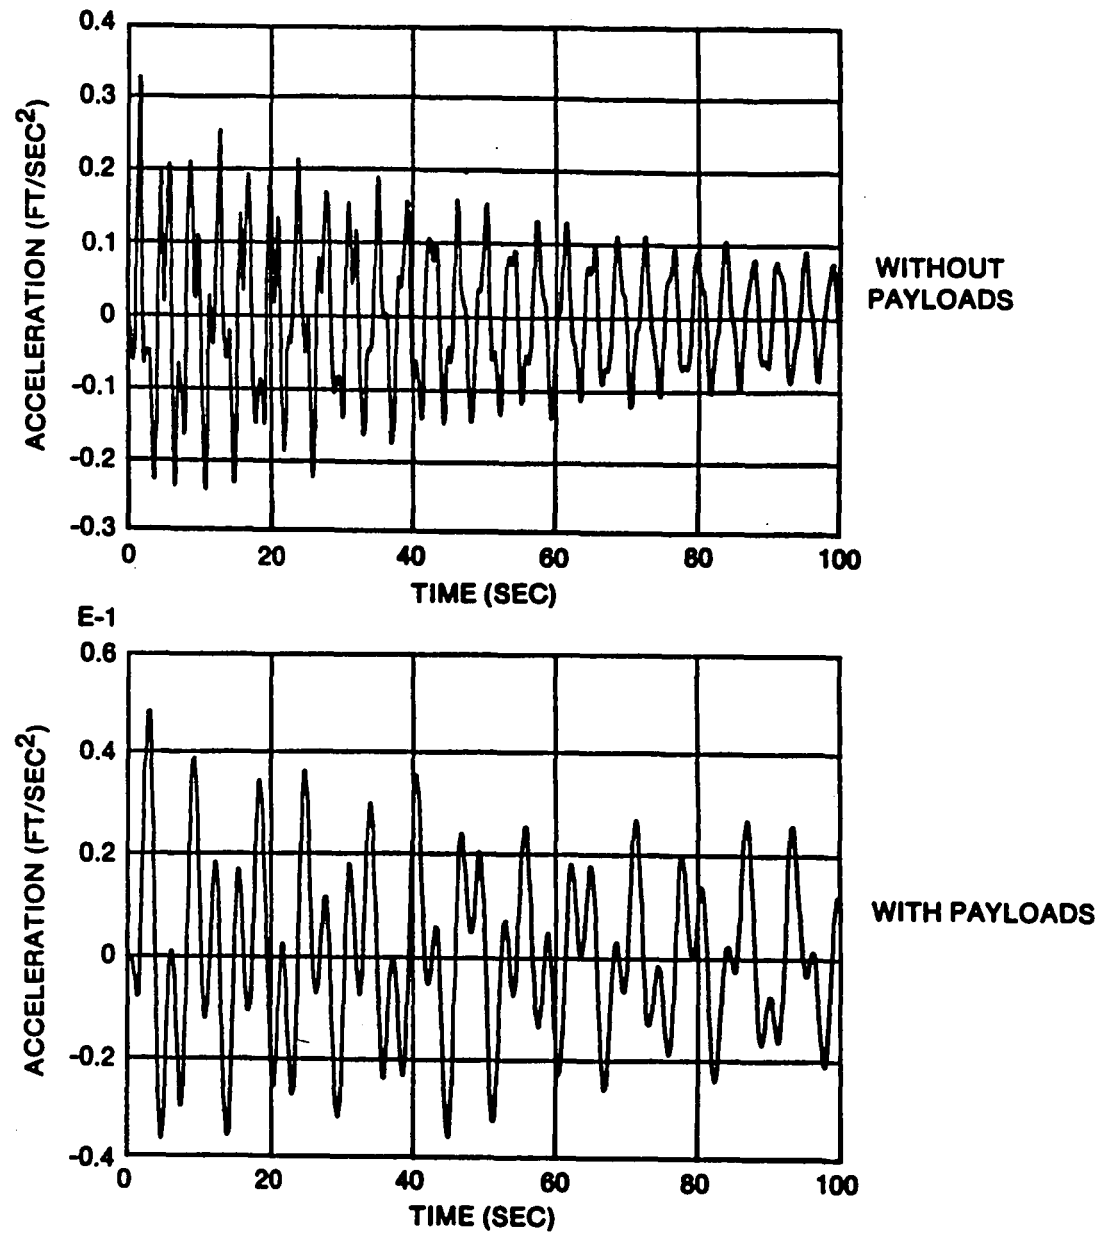 0.4
0.3
0.2
0.1
0
-0.1
-0.2
-0.3
ACCELERATION (FT/SEC²)
0 20 40 60 80 100
TIME (SEC)
WITHOUT
PAYLOADS
E-1
0.6
0.4
0.2
0
-0.2
-0.4
ACCELERATION (FT/SEC²)
0 20 40 60 80 100
TIME (SEC)
WITH PAYLOADS